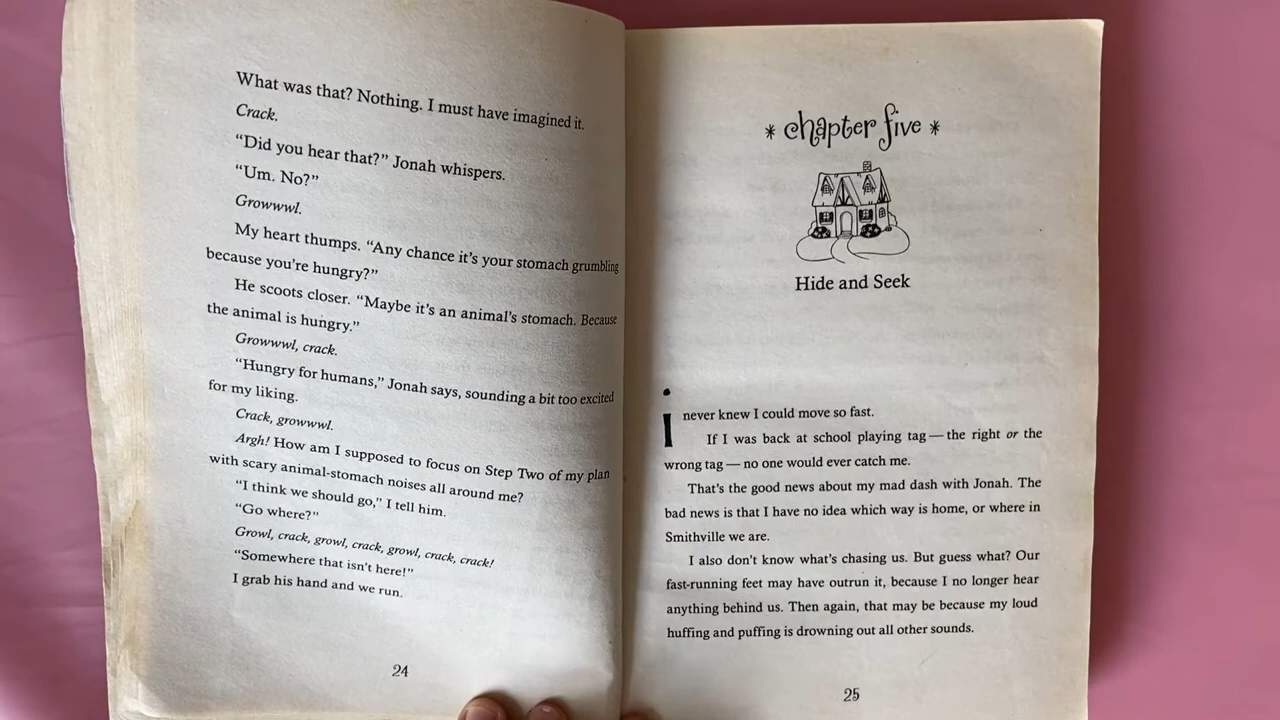 What was that? Nothing. I must have imagined it.
Crack.
“Did you hear that?” Jonah whispers.
“Um. No?”
Growwwl.
My heart thumps. “Any chance it’s your stomach grumbling
because you’re hungry?”
He scoots closer. “Maybe it’s an animal’s stomach. Because
the animal is hungry.”
Growwwl, crack.
“Hungry for humans,” Jonah says, sounding a bit too excited
for my liking.
Crack, growwwl.
Argh! How am I supposed to focus on Step Two of my plan
with scary animal-stomach noises all around me?
“I think we should go,” I tell him.
“Go where?”
Growl, crack, growl, crack, growl, crack, crack!
“Somewhere that isn’t here!”
I grab his hand and we run.
24
* chapter five *
Hide and Seek
i never knew I could move so fast.
If I was back at school playing tag — the right or the
wrong tag — no one would ever catch me.
That’s the good news about my mad dash with Jonah. The
bad news is that I have no idea which way is home, or where in
Smithville we are.
I also don’t know what’s chasing us. But guess what? Our
fast-running feet may have outrun it, because I no longer hear
anything behind us. Then again, that may be because my loud
huffing and puffing is drowning out all other sounds.
25